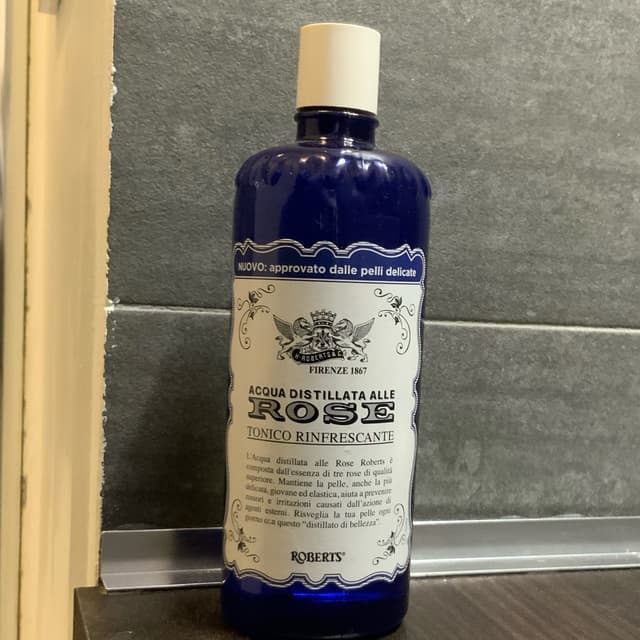 NUOVO: approvato dalle pelli delicate
H·ROBERTS & Cº
FIRENZE 1867
ACQUA DISTILLATA ALLE
ROSE
TONICO RINFRESCANTE
L'Acqua distillata alle Rose Roberts è
composta dall'essenza di tre rose di qualità
superiore. Mantiene la pelle, anche la più
delicata, giovane ed elastica, aiuta a prevenire
rossori e irritazioni causati dall'azione di
agenti esterni. Risveglia la tua pelle ogni
giorno con questo "distillato di bellezza".
ROBERTS®